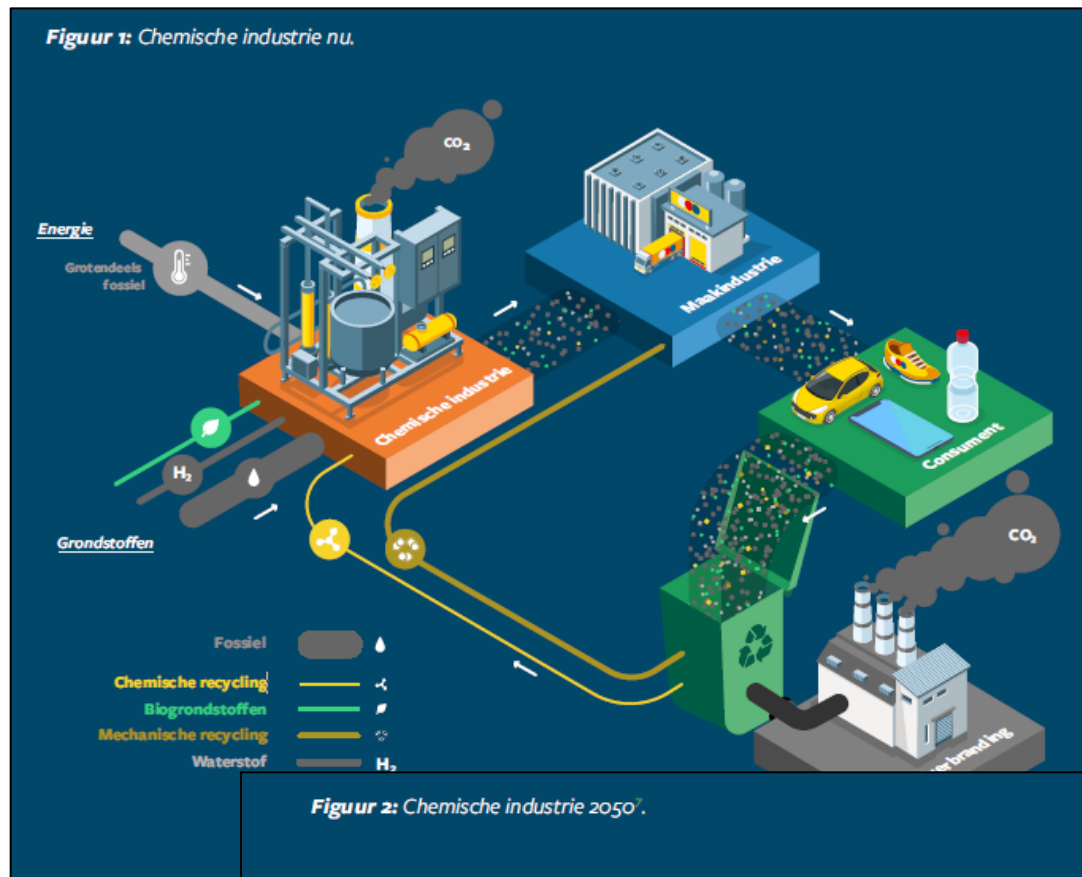 Figuur 1: Chemische industrie nu.
CO₂
Energie
Grotendeels
fossiel
Maakindustrie
Chemische industrie
Consument
H₂
Grondstoffen
CO₂
Fossiel
Chemische recycling
Biogrondstoffen
Mechanische recycling
Waterstof H₂
erbranding
Figuur 2: Chemische industrie 2050⁷.